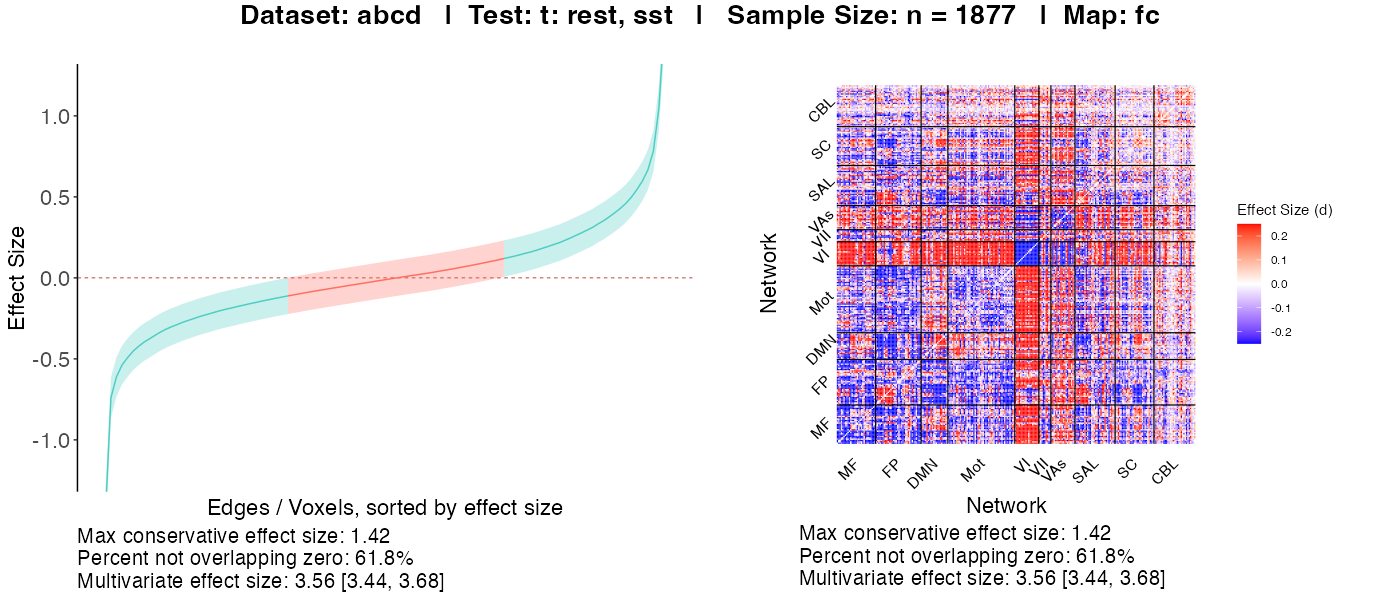 Dataset: abcd | Test: t: rest, sst | Sample Size: n = 1877 | Map: fc
Effect Size
1.0
0.5
0.0
-0.5
-1.0
Edges / Voxels, sorted by effect size
Max conservative effect size: 1.42
Percent not overlapping zero: 61.8%
Multivariate effect size: 3.56 [3.44, 3.68]
Network
CBL
SC
SAL
VAs
VII
VI
Mot
DMN
FP
MF
MF
FP
DMN
Mot
VI
VII
VAs
SAL
SC
CBL
Network
Max conservative effect size: 1.42
Percent not overlapping zero: 61.8%
Multivariate effect size: 3.56 [3.44, 3.68]
Effect Size (d)
0.2
0.1
0.0
-0.1
-0.2